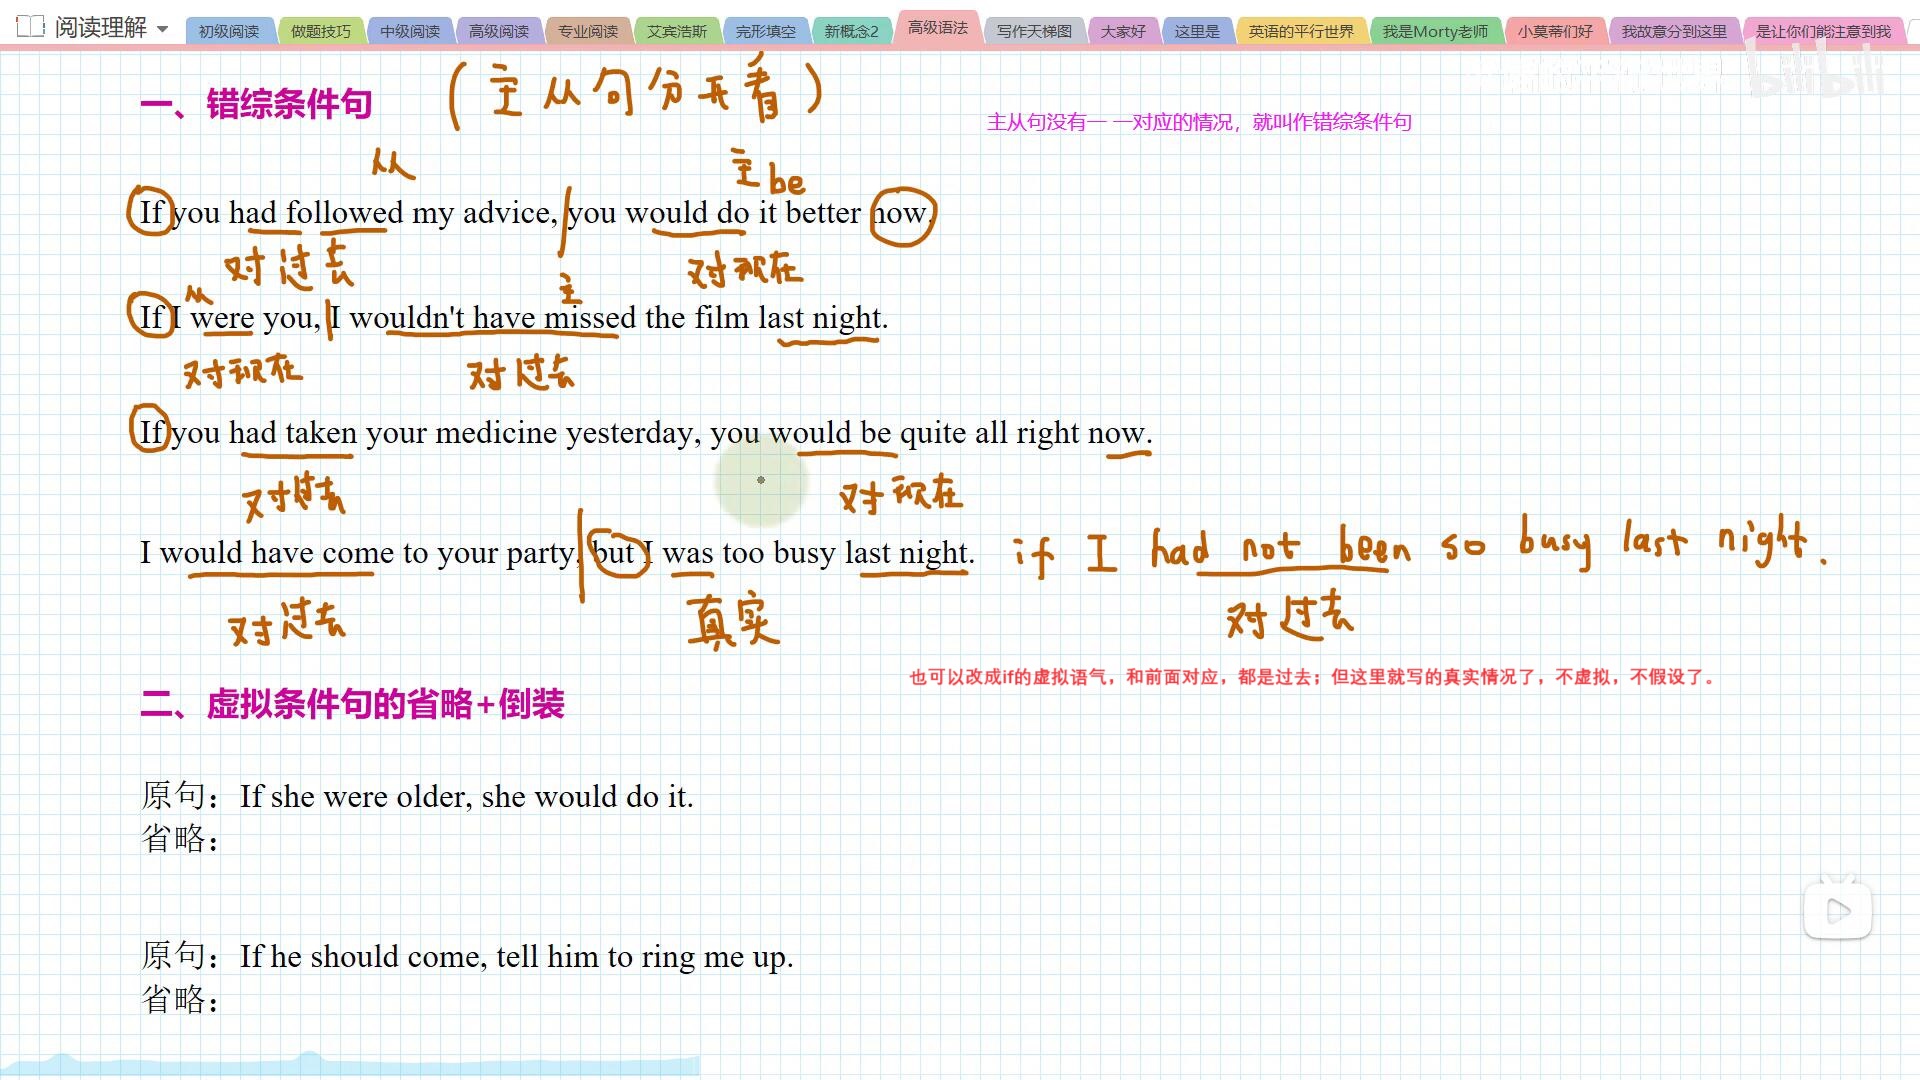 阅读理解
初级阅读 做题技巧 中级阅读 高级阅读 专业阅读 艾宾浩斯 完形填空 新概念2 高级语法 写作天梯图 大家好 这里是 英语的平行世界 我是Morty老师 小莫蒂们好 我故意分到这里 是让你们能注意到我
bilibili
一、错综条件句 (主从句分开看)
主从句没有一 一对应的情况，就叫作错综条件句
从 主 be
If you had followed my advice, you would do it better now.
对过去 对现在
从 主
If I were you, I wouldn't have missed the film last night.
对现在 对过去
If you had taken your medicine yesterday, you would be quite all right now.
对过去 对现在
I would have come to your party, but I was too busy last night. if I had not been so busy last night.
对过去 真实 对过去
也可以改成if的虚拟语气，和前面对应，都是过去；但这里就写的真实情况了，不虚拟，不假设了。
二、虚拟条件句的省略+倒装
原句：If she were older, she would do it.
省略：
原句：If he should come, tell him to ring me up.
省略：